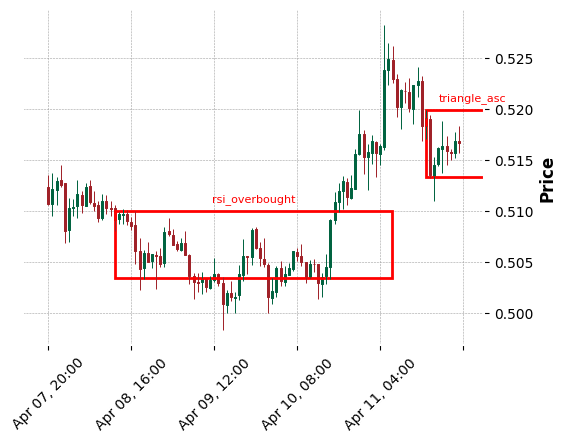 0.525
triangle_asc
0.520
0.515
Price
rsi_overbought
0.510
0.505
0.500
Apr 07, 20:00
Apr 08, 16:00
Apr 09, 12:00
Apr 10, 08:00
Apr 11, 04:00